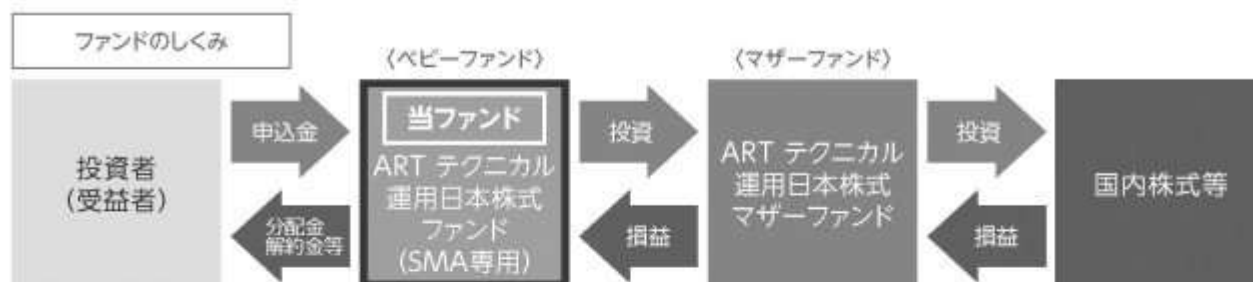 ファンドのしくみ
〈ベビーファンド〉
〈マザーファンド〉
投資者
(受益者)
申込金
分配金
解約金等
当ファンド
ART テクニカル
運用日本株式
ファンド
(SMA専用)
投資
損益
ART テクニカル
運用日本株式
マザーファンド
投資
損益
国内株式等